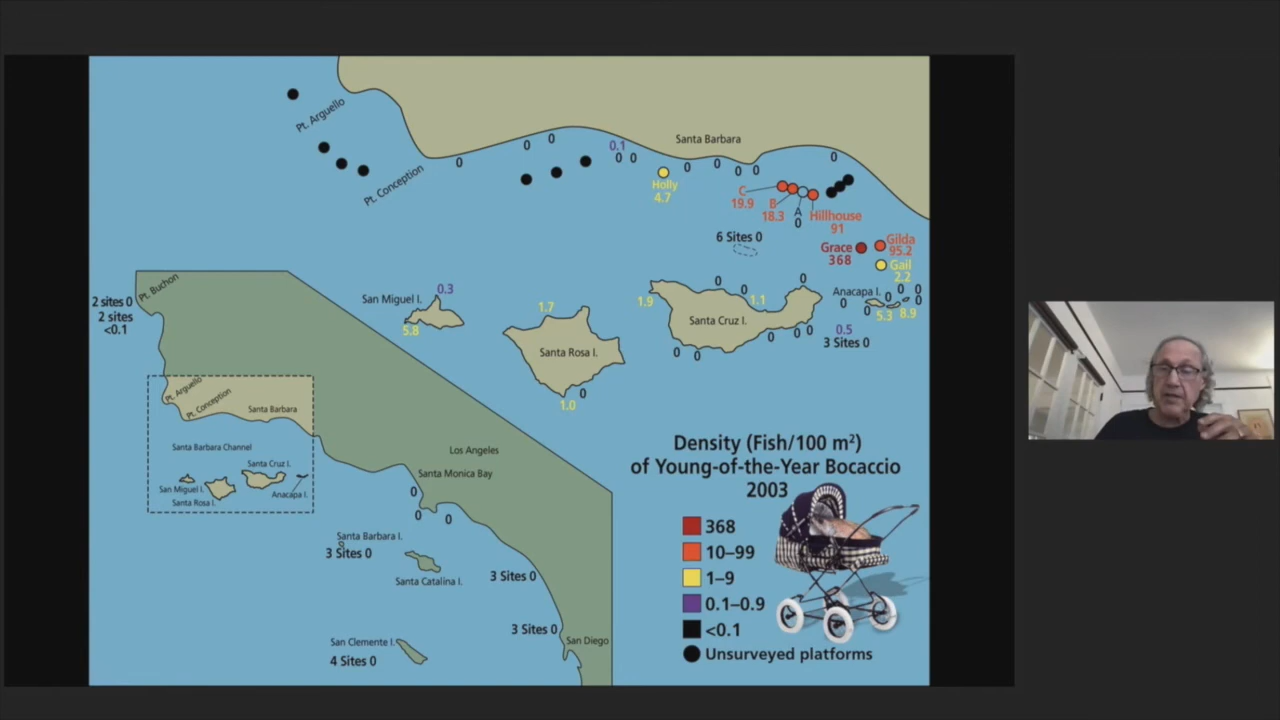 Pt. Arguello
Pt. Conception
Santa Barbara
0
0
0
0.1
0 0
0
0
0 0
0
Holly
4.7
C
19.9
B
18.3
A
0
Hillhouse
91
6 Sites 0
Grace
368
Gilda
95.2
Gail
2.2
San Miguel I.
0.3
5.8
1.7
Santa Rosa I.
0
1.0
1.9
0
0
1.1
0
Santa Cruz I.
0 0
0
0 0
Anacapa I.
0 0
0 0 0
0
5.3 8.9
0.5
3 Sites 0
Pt. Buchon
2 sites 0
2 sites
<0.1
Pt. Arguello
Pt. Conception
Santa Barbara
Santa Barbara Channel
Santa Cruz I.
San Miguel I.
Anacapa I.
Santa Rosa I.
Los Angeles
Santa Monica Bay
0
0 0
Santa Barbara I.
3 Sites 0
Santa Catalina I.
3 Sites 0
3 Sites 0
San Diego
San Clemente I.
4 Sites 0
Density (Fish/100 m²)
of Young-of-the-Year Bocaccio
2003
368
10–99
1–9
0.1–0.9
<0.1
Unsurveyed platforms